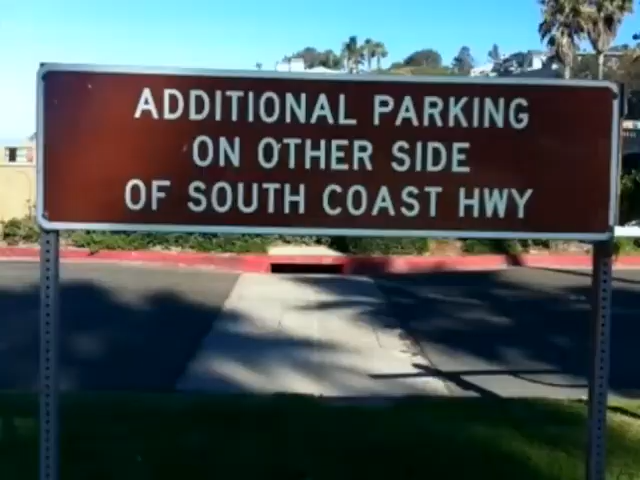 ADDITIONAL PARKING
ON OTHER SIDE
OF SOUTH COAST HWY